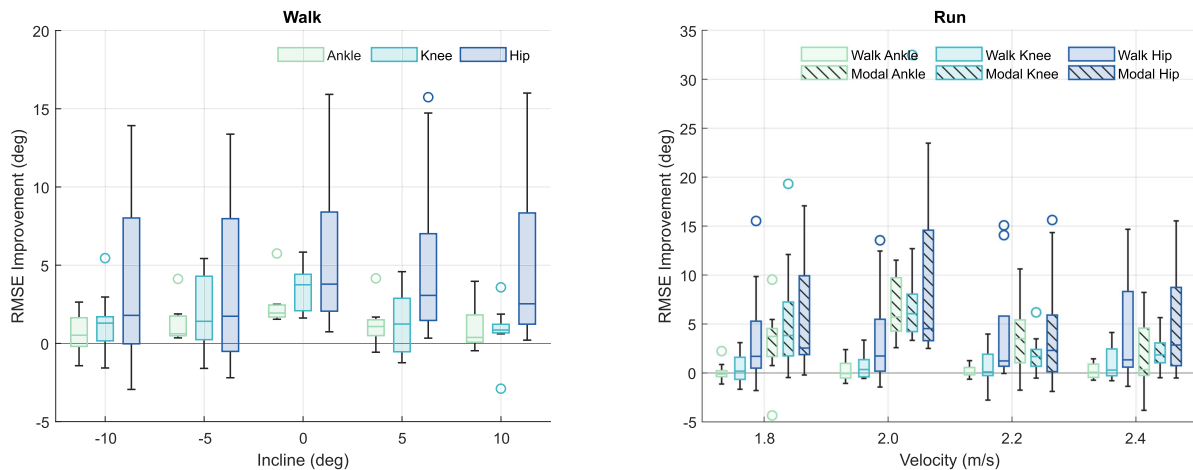 Walk
20
15
10
5
0
-5
RMSE Improvement (deg)
Ankle Knee Hip
-10 -5 0 5 10
Incline (deg)
Run
35
30
25
20
15
10
5
0
-5
RMSE Improvement (deg)
Walk Ankle Walk Knee Walk Hip
Modal Ankle Modal Knee Modal Hip
1.8 2.0 2.2 2.4
Velocity (m/s)